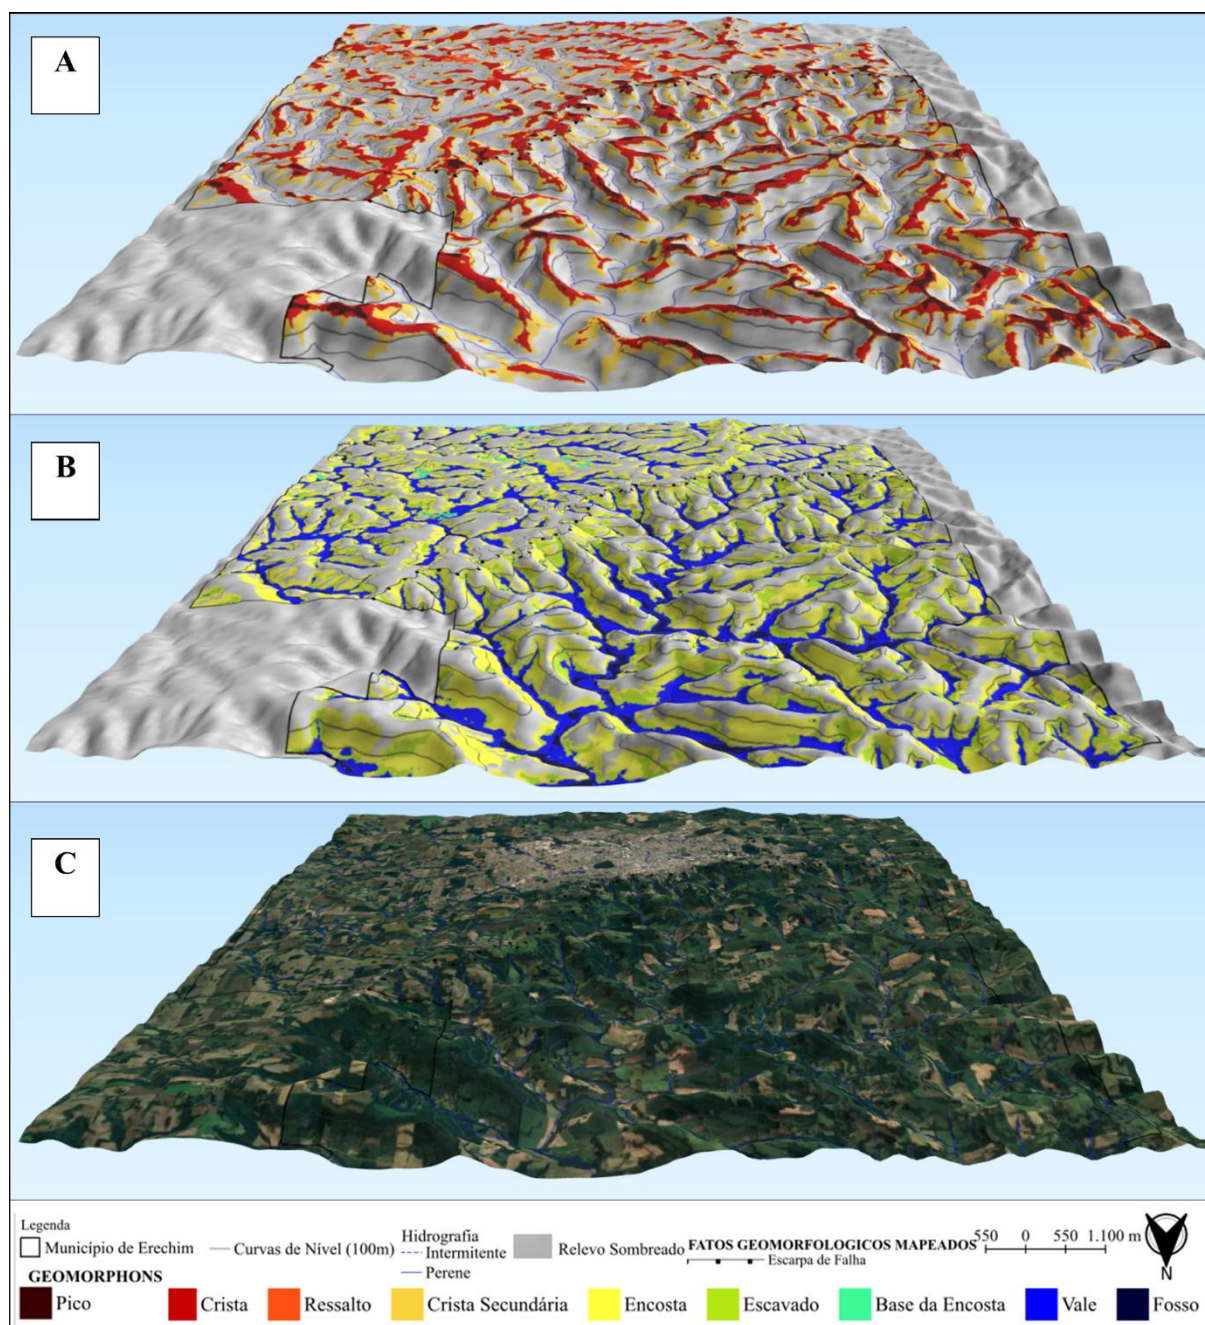 A
B
C
Legenda
Município de Erechim
Curvas de Nível (100m)
Hidrografia
Intermitente
Perene
Relevo Sombreado
FATOS GEOMORFOLOGICOS MAPEADOS
Escarpa de Falha
550 0 550 1.100 m
N
GEOMORPHONS
Pico
Crista
Ressalto
Crista Secundária
Encosta
Escavado
Base da Encosta
Vale
Fosso